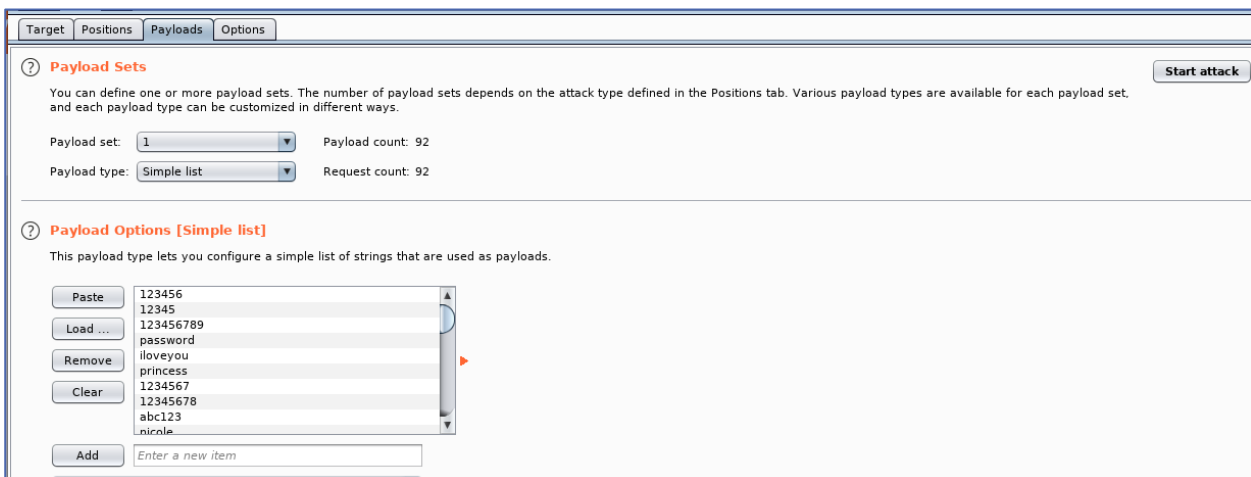 Target Positions Payloads Options
Payload Sets
Start attack
You can define one or more payload sets. The number of payload sets depends on the attack type defined in the Positions tab. Various payload types are available for each payload set,
and each payload type can be customized in different ways.
Payload set: 1 Payload count: 92
Payload type: Simple list Request count: 92
Payload Options [Simple list]
This payload type lets you configure a simple list of strings that are used as payloads.
Paste
Load ...
Remove
Clear
123456
12345
123456789
password
iloveyou
princess
1234567
12345678
abc123
nicole
Add Enter a new item